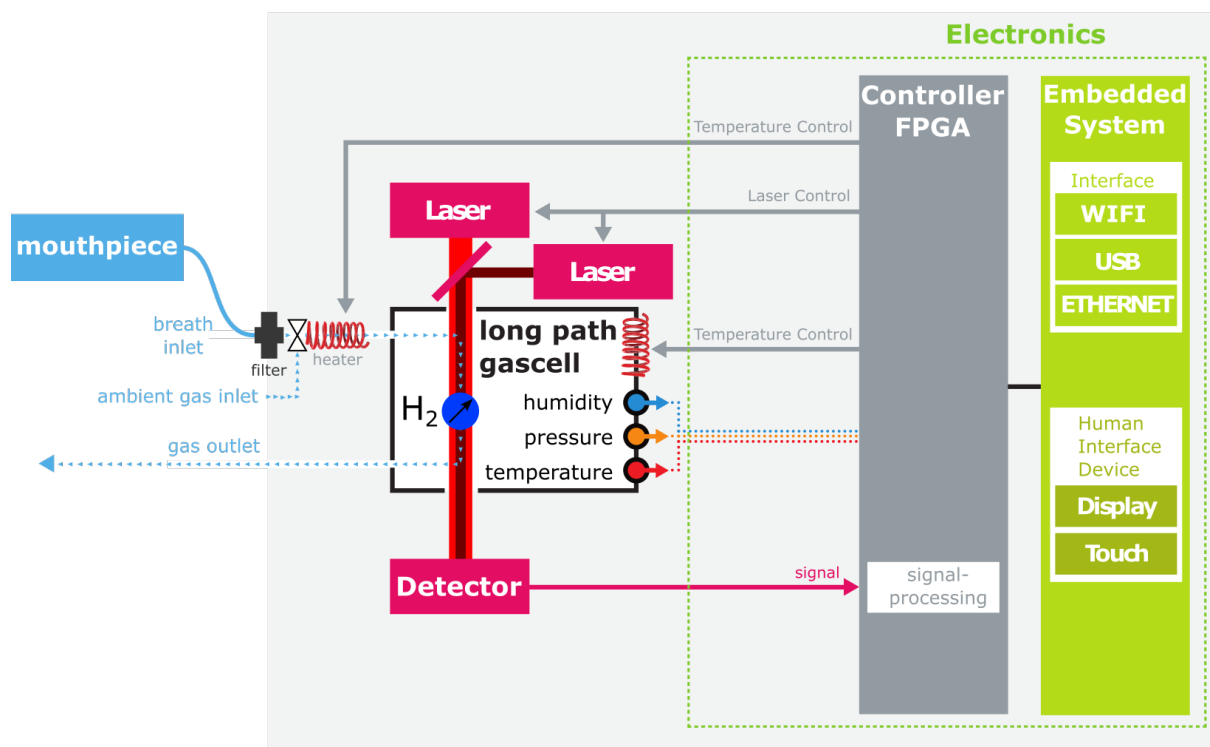 Electronics
Controller
FPGA
Embedded
System
Temperature Control
Interface
Laser Control
WIFI
Laser
mouthpiece
USB
Laser
ETHERNET
breath
inlet
long path
gascell
Temperature Control
heater
filter
ambient gas inlet
H2
humidity
pressure
temperature
gas outlet
Human
Interface
Device
Display
Touch
Detector
signal
signal-
processing